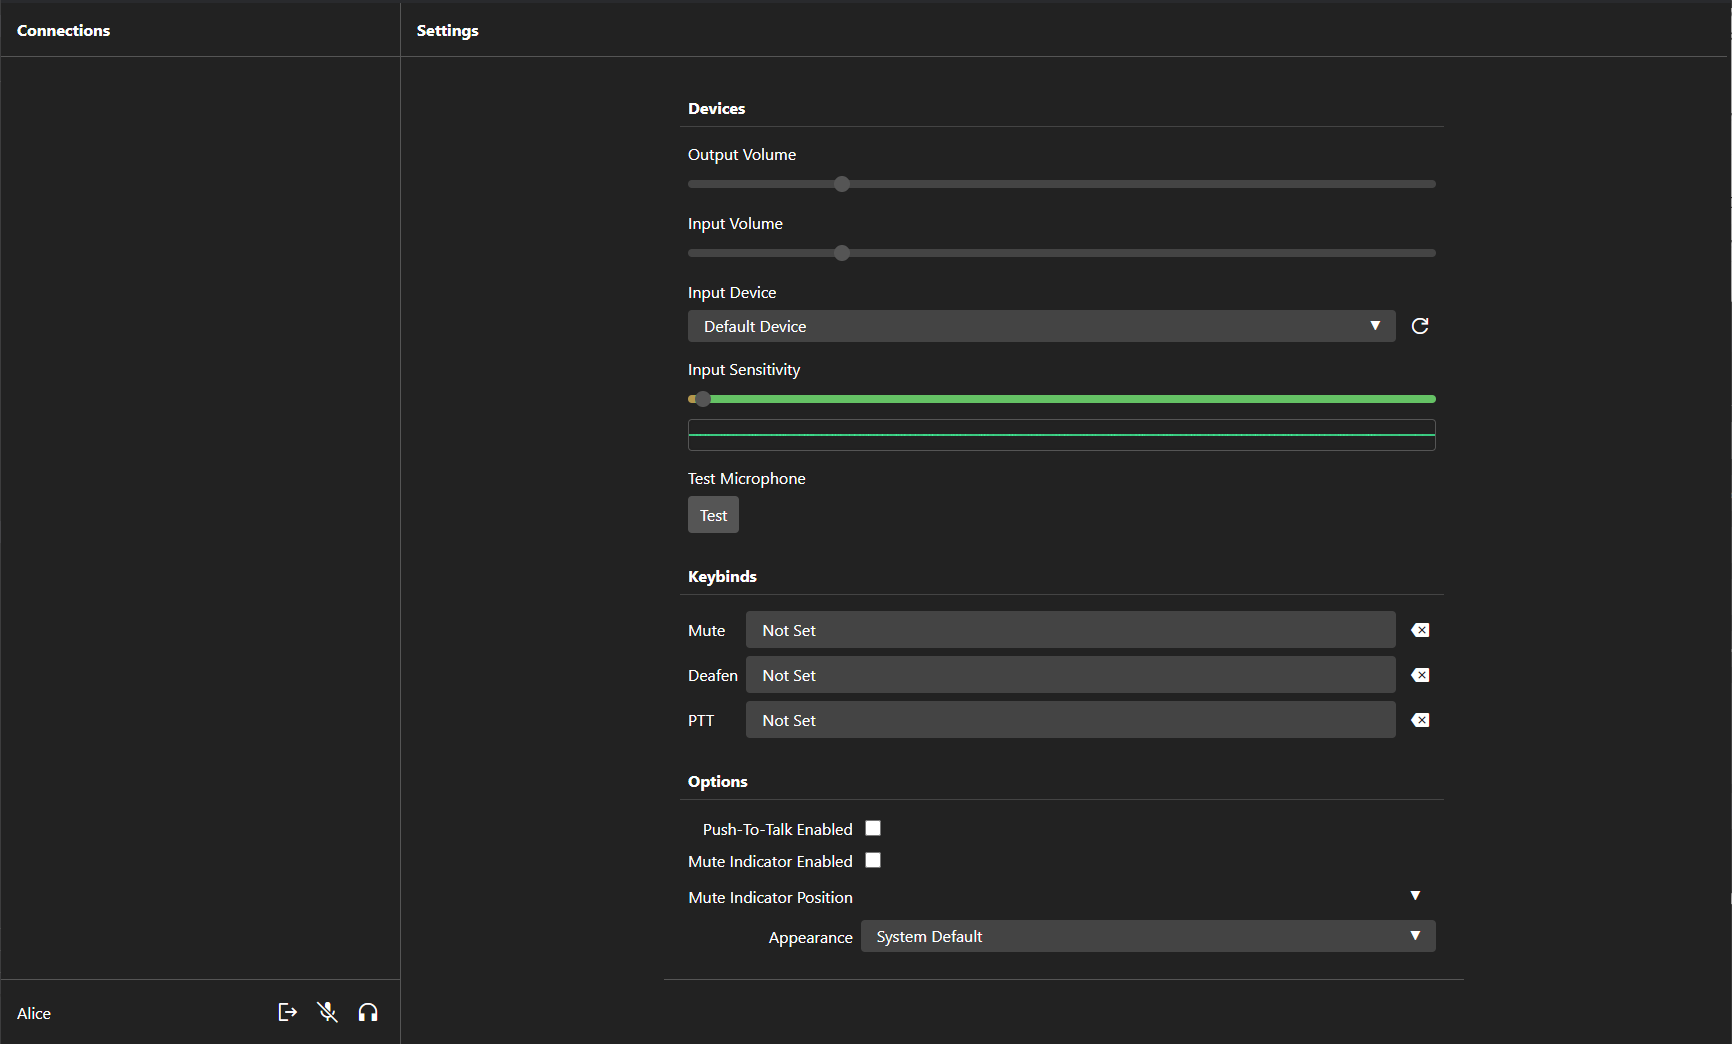 Connections
Settings
Devices
Output Volume
Input Volume
Input Device
Default Device
Input Sensitivity
Test Microphone
Test
Keybinds
Mute Not Set
Deafen Not Set
PTT Not Set
Options
Push-To-Talk Enabled
Mute Indicator Enabled
Mute Indicator Position
Appearance System Default
Alice